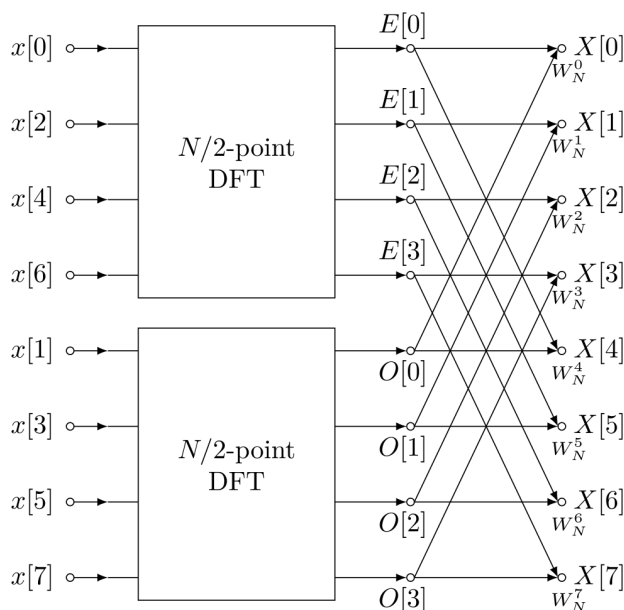 x[0]
x[2]
x[4]
x[6]
x[1]
x[3]
x[5]
x[7]
N/2-point
DFT
N/2-point
DFT
E[0]
E[1]
E[2]
E[3]
O[0]
O[1]
O[2]
O[3]
X[0]
W_N^0
X[1]
W_N^1
X[2]
W_N^2
X[3]
W_N^3
X[4]
W_N^4
X[5]
W_N^5
X[6]
W_N^6
X[7]
W_N^7